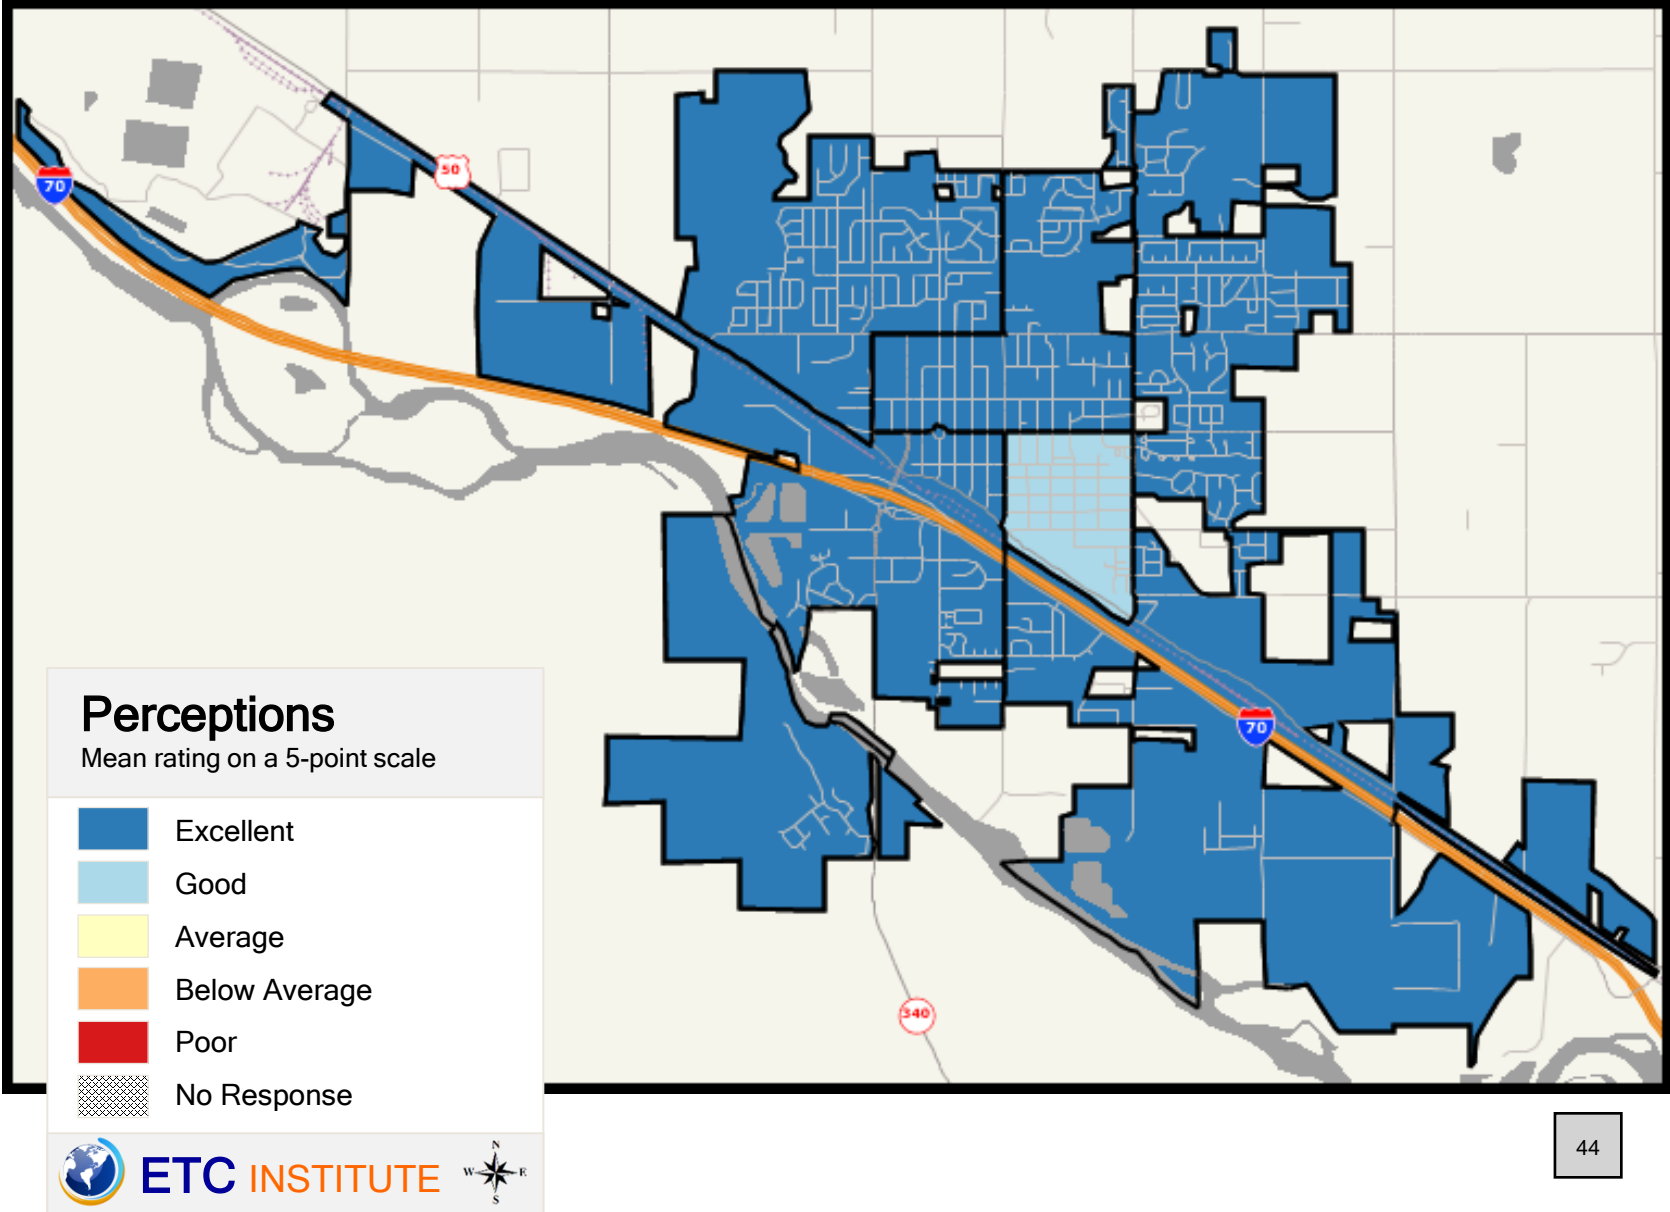 50
70
70
340
Perceptions
Mean rating on a 5-point scale
Excellent
Good
Average
Below Average
Poor
No Response
ETC INSTITUTE
N
W E
S
44